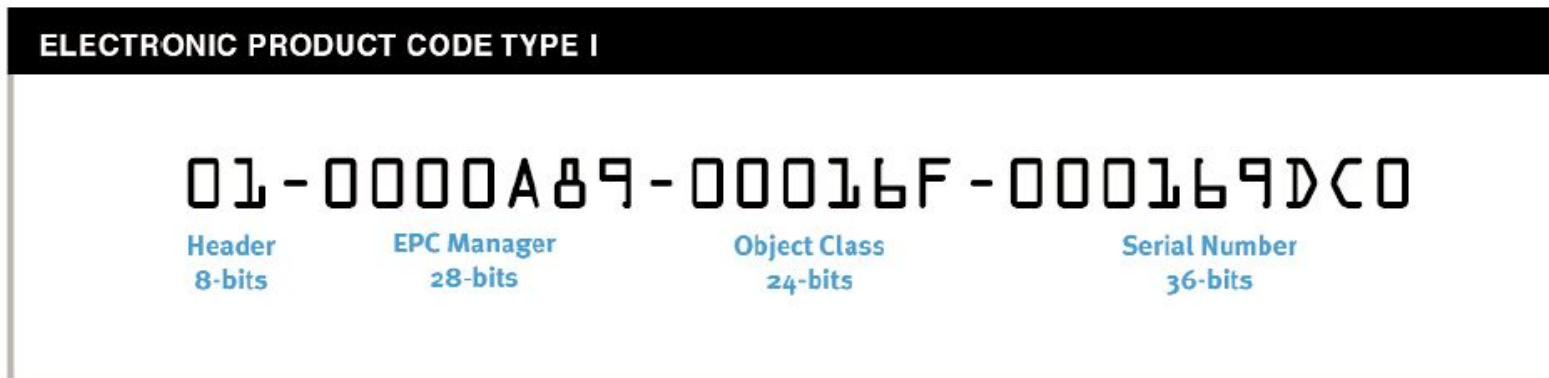 ELECTRONIC PRODUCT CODE TYPE I
01-0000A89-00016F-000169DC0
Header EPC Manager Object Class Serial Number
8-bits 28-bits 24-bits 36-bits